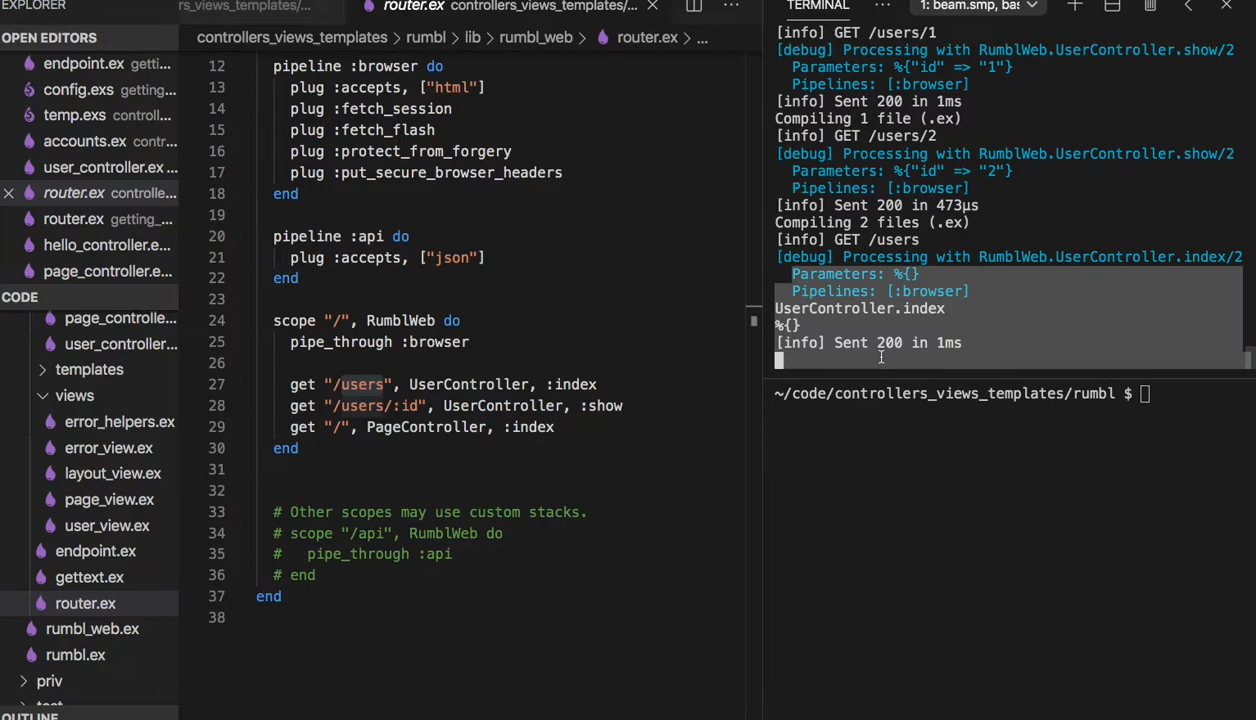 EXPLORER
OPEN EDITORS
endpoint.ex getti...
config.exs getting...
temp.exs controll...
accounts.ex contr...
user_controller.ex ...
router.ex controlle...
router.ex getting_...
hello_controller.e...
page_controller.e...
CODE
page_controlle...
user_controller...
templates
views
error_helpers.ex
error_view.ex
layout_view.ex
page_view.ex
user_view.ex
endpoint.ex
gettext.ex
router.ex
rumbl_web.ex
rumbl.ex
priv
OUTLINE
rs_views_templates/...
router.ex controllers_views_templates/...
controllers_views_templates > rumbl > lib > rumbl_web > router.ex > ...
12 pipeline :browser do
13 plug :accepts, ["html"]
14 plug :fetch_session
15 plug :fetch_flash
16 plug :protect_from_forgery
17 plug :put_secure_browser_headers
18 end
19
20 pipeline :api do
21 plug :accepts, ["json"]
22 end
23
24 scope "/", RumblWeb do
25 pipe_through :browser
26
27 get "/users", UserController, :index
28 get "/users/:id", UserController, :show
29 get "/", PageController, :index
30 end
31
32
33 # Other scopes may use custom stacks.
34 # scope "/api", RumblWeb do
35 #   pipe_through :api
36 # end
37 end
38
TERMINAL ... 1: beam.smp, bas
[info] GET /users/1
[debug] Processing with RumblWeb.UserController.show/2
Parameters: %{"id" => "1"}
Pipelines: [:browser]
[info] Sent 200 in 1ms
Compiling 1 file (.ex)
[info] GET /users/2
[debug] Processing with RumblWeb.UserController.show/2
Parameters: %{"id" => "2"}
Pipelines: [:browser]
[info] Sent 200 in 473µs
Compiling 2 files (.ex)
[info] GET /users
[debug] Processing with RumblWeb.UserController.index/2
Parameters: %{}
Pipelines: [:browser]
UserController.index
%{}
[info] Sent 200 in 1ms
~/code/controllers_views_templates/rumbl $